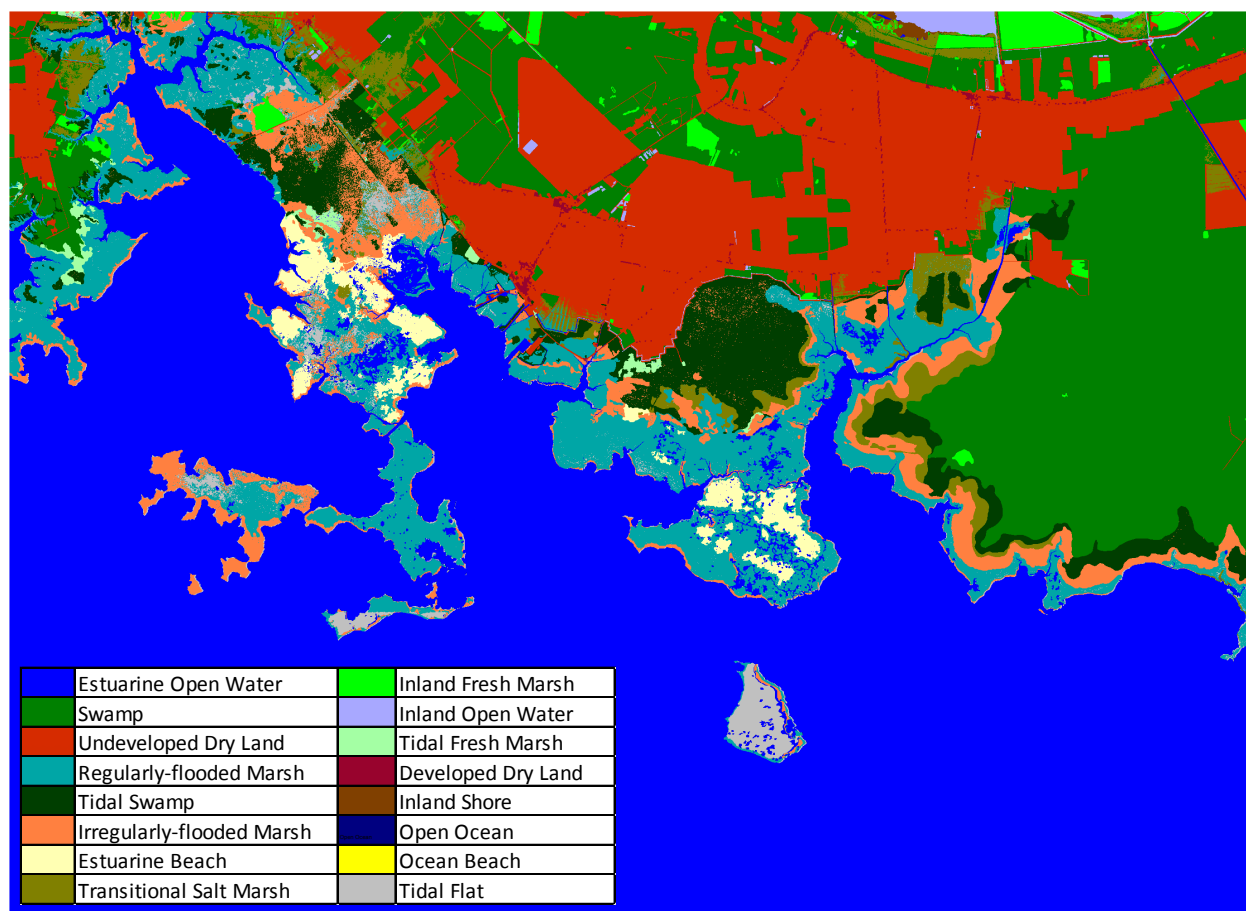 Estuarine Open Water Inland Fresh Marsh
Swamp Inland Open Water
Undeveloped Dry Land Tidal Fresh Marsh
Regularly-flooded Marsh Developed Dry Land
Tidal Swamp Inland Shore
Irregularly-flooded Marsh Open Ocean
Estuarine Beach Ocean Beach
Transitional Salt Marsh Tidal Flat